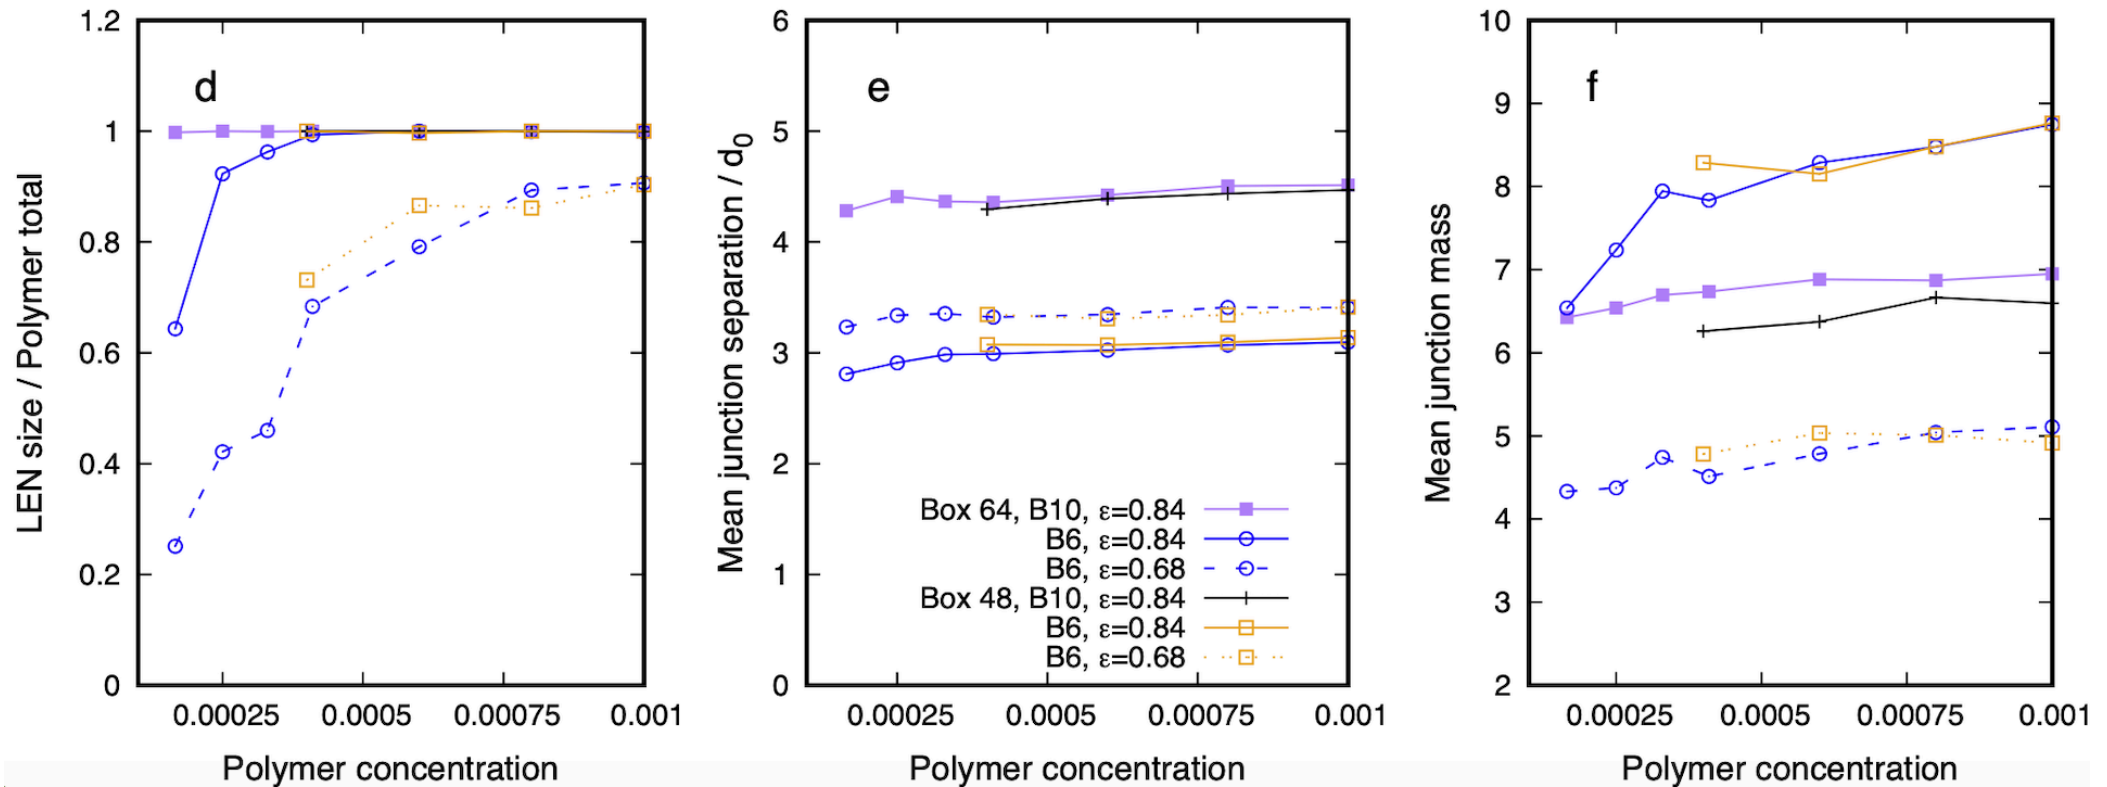 d
LEN size / Polymer total
1.2
1
0.8
0.6
0.4
0.2
0
0.00025 0.0005 0.00075 0.001
Polymer concentration
e
Mean junction separation / d0
6
5
4
3
2
1
0
Box 64, B10, ε=0.84
B6, ε=0.84
B6, ε=0.68
Box 48, B10, ε=0.84
B6, ε=0.84
B6, ε=0.68
0.00025 0.0005 0.00075 0.001
Polymer concentration
f
Mean junction mass
10
9
8
7
6
5
4
3
2
0.00025 0.0005 0.00075 0.001
Polymer concentration